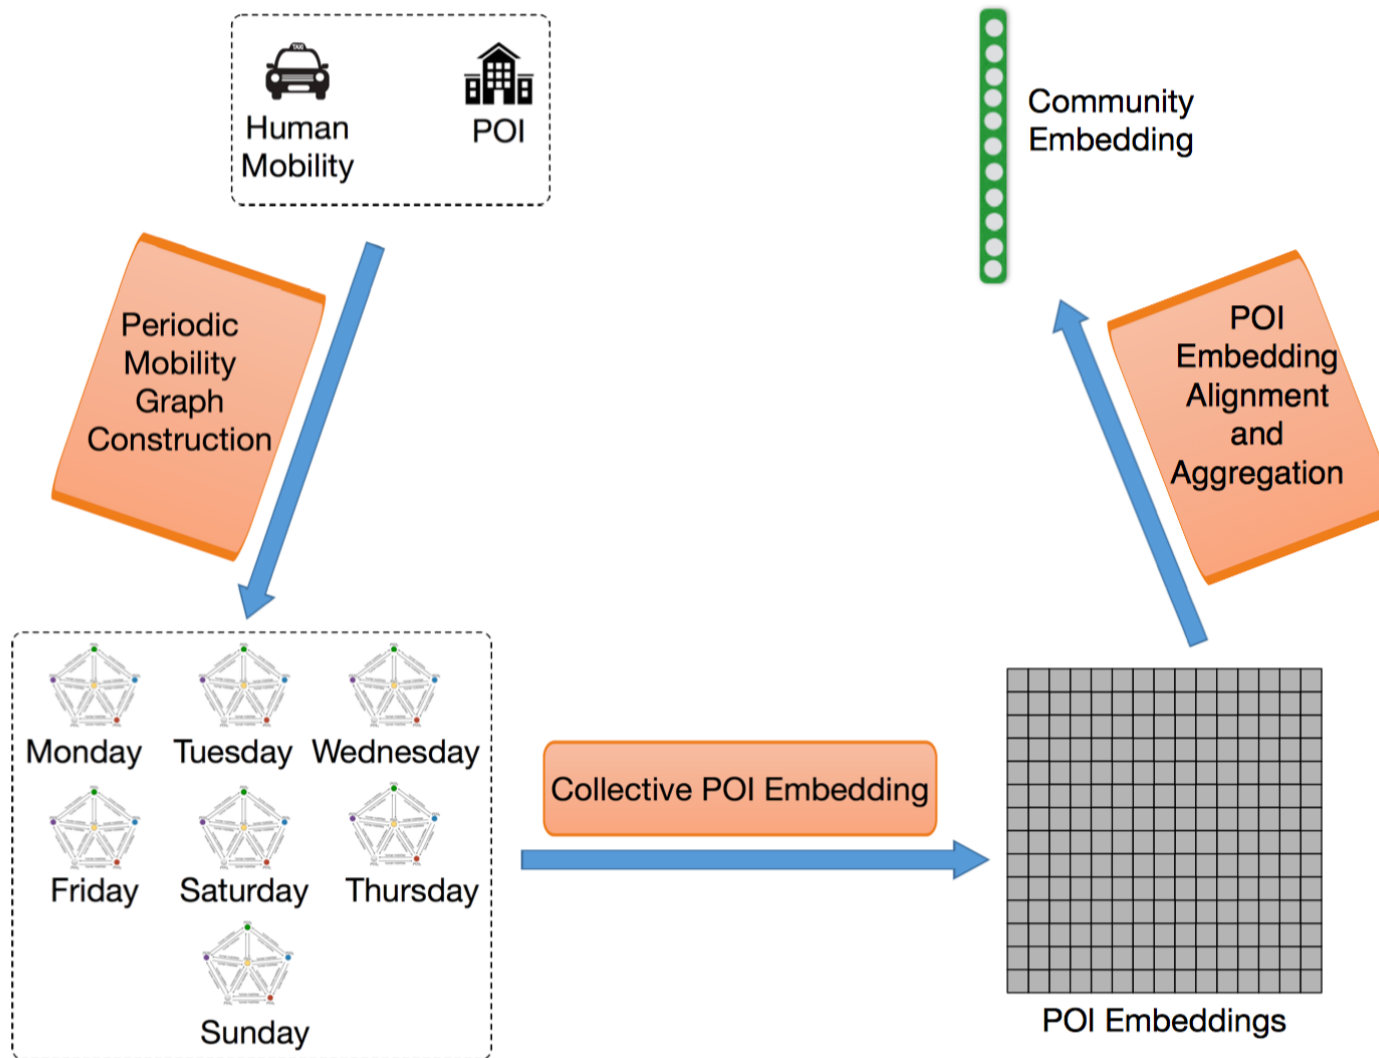 TAXI
Human
Mobility
POI
Community
Embedding
Periodic
Mobility
Graph
Construction
POI
Embedding
Alignment
and
Aggregation
Monday
Tuesday
Wednesday
Friday
Saturday
Thursday
Sunday
Collective POI Embedding
POI Embeddings